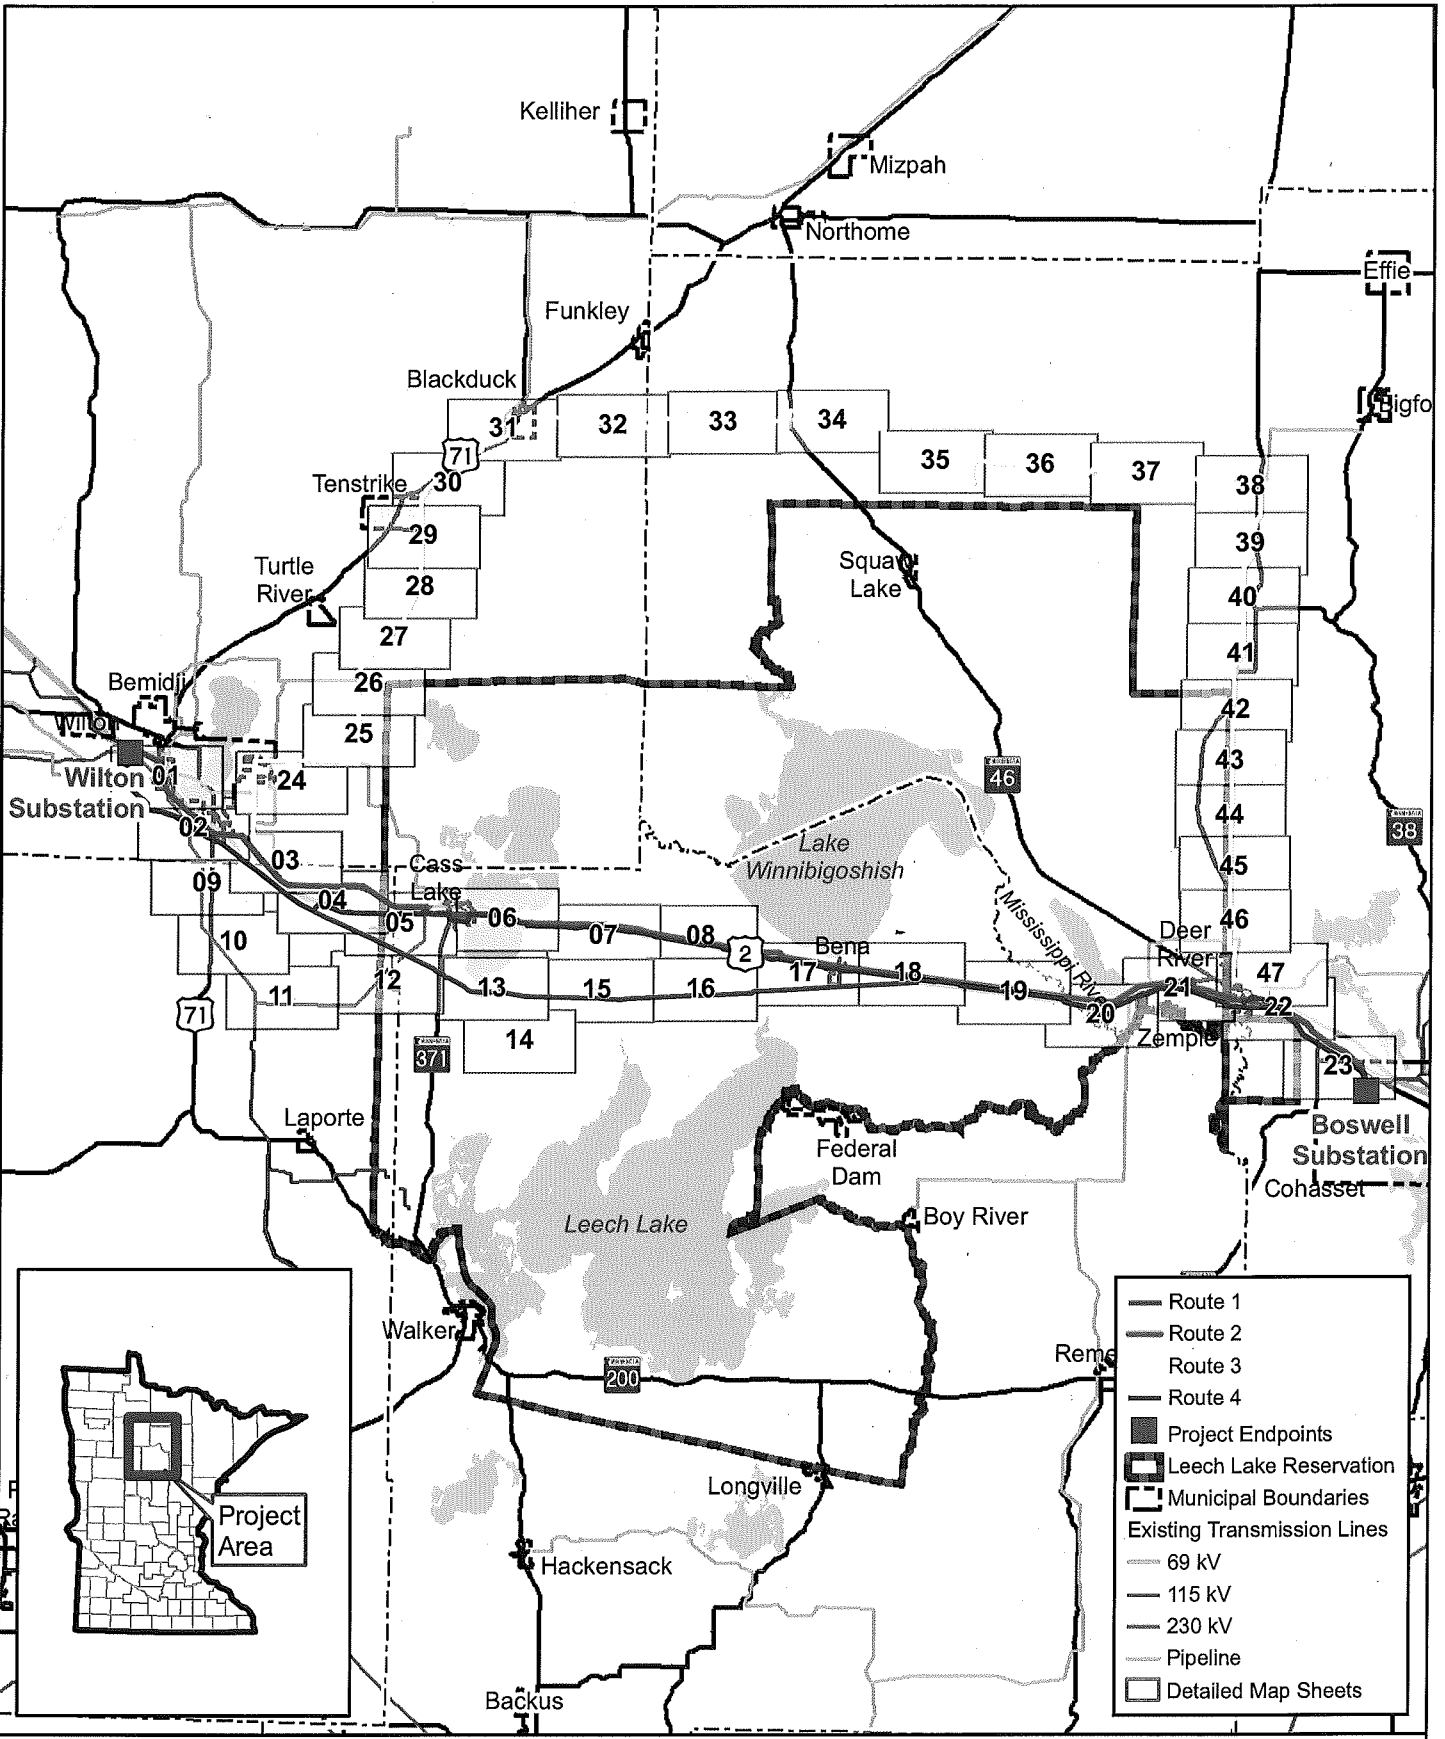 Kelliher
Mizpah
Northome
Effie
Funkley
Blackduck
31
32
33
34
35
36
37
38
71
Tenstrike
30
29
39
Squaw
Lake
Turtle
River
28
40
27
41
Bemidji
26
42
Wilton
25
43
Wilton
Substation
01
24
46
44
38
02
Lake
Winnibigoshish
03
Cass
Lake
45
09
04
05
06
07
08
Mississippi River
46
10
2
Bena
Deer
River
11
12
13
15
16
17
18
19
20
21
47
22
71
14
Zemple
23
371
Boswell
Substation
Laporte
Federal
Dam
Cohasset
Leech Lake
Boy River
Walker
200
Reme
Longville
Hackensack
Backus
Project
Area
Route 1
Route 2
Route 3
Route 4
Project Endpoints
Leech Lake Reservation
Municipal Boundaries
Existing Transmission Lines
69 kV
115 kV
230 kV
Pipeline
Detailed Map Sheets
Bigfo